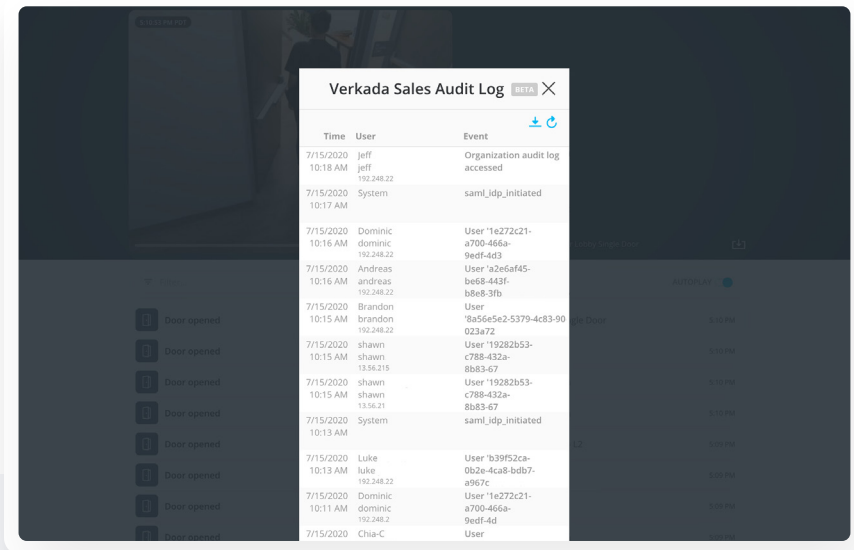 Verkada Sales Audit Log BETA
Time User Event
7/15/2020 Jeff Organization audit log
10:18 AM jeff accessed
192.248.22
7/15/2020 System saml_idp_initiated
10:17 AM
7/15/2020 Dominic User '1e272c21-
10:16 AM dominic a700-466a-
192.248.22 9edf-4d3
7/15/2020 Andreas User 'a2e6af45-
10:16 AM andreas be68-443f-
192.248.22 b8e8-3fb
7/15/2020 Brandon User
10:15 AM brandon '8a56e5e2-5379-4c83-90
192.248.22 023a72
7/15/2020 shawn User '19282b53-
10:15 AM shawn c788-432a-
13.56.215 8b83-67
7/15/2020 shawn User '19282b53-
10:15 AM shawn c788-432a-
13.56.21 8b83-67
7/15/2020 System saml_idp_initiated
10:13 AM
7/15/2020 Luke User 'b39f52ca-
10:13 AM luke 0b2e-4ca8-bdb7-
192.248.22 a967c
7/15/2020 Dominic User '1e272c21-
10:11 AM dominic a700-466a-
192.248.2 9edf-4d
7/15/2020 Chia-C User
AUTOPLAY
Door opened
Door opened
Door opened
Door opened
Door opened
Door opened
Door opened
Door opened